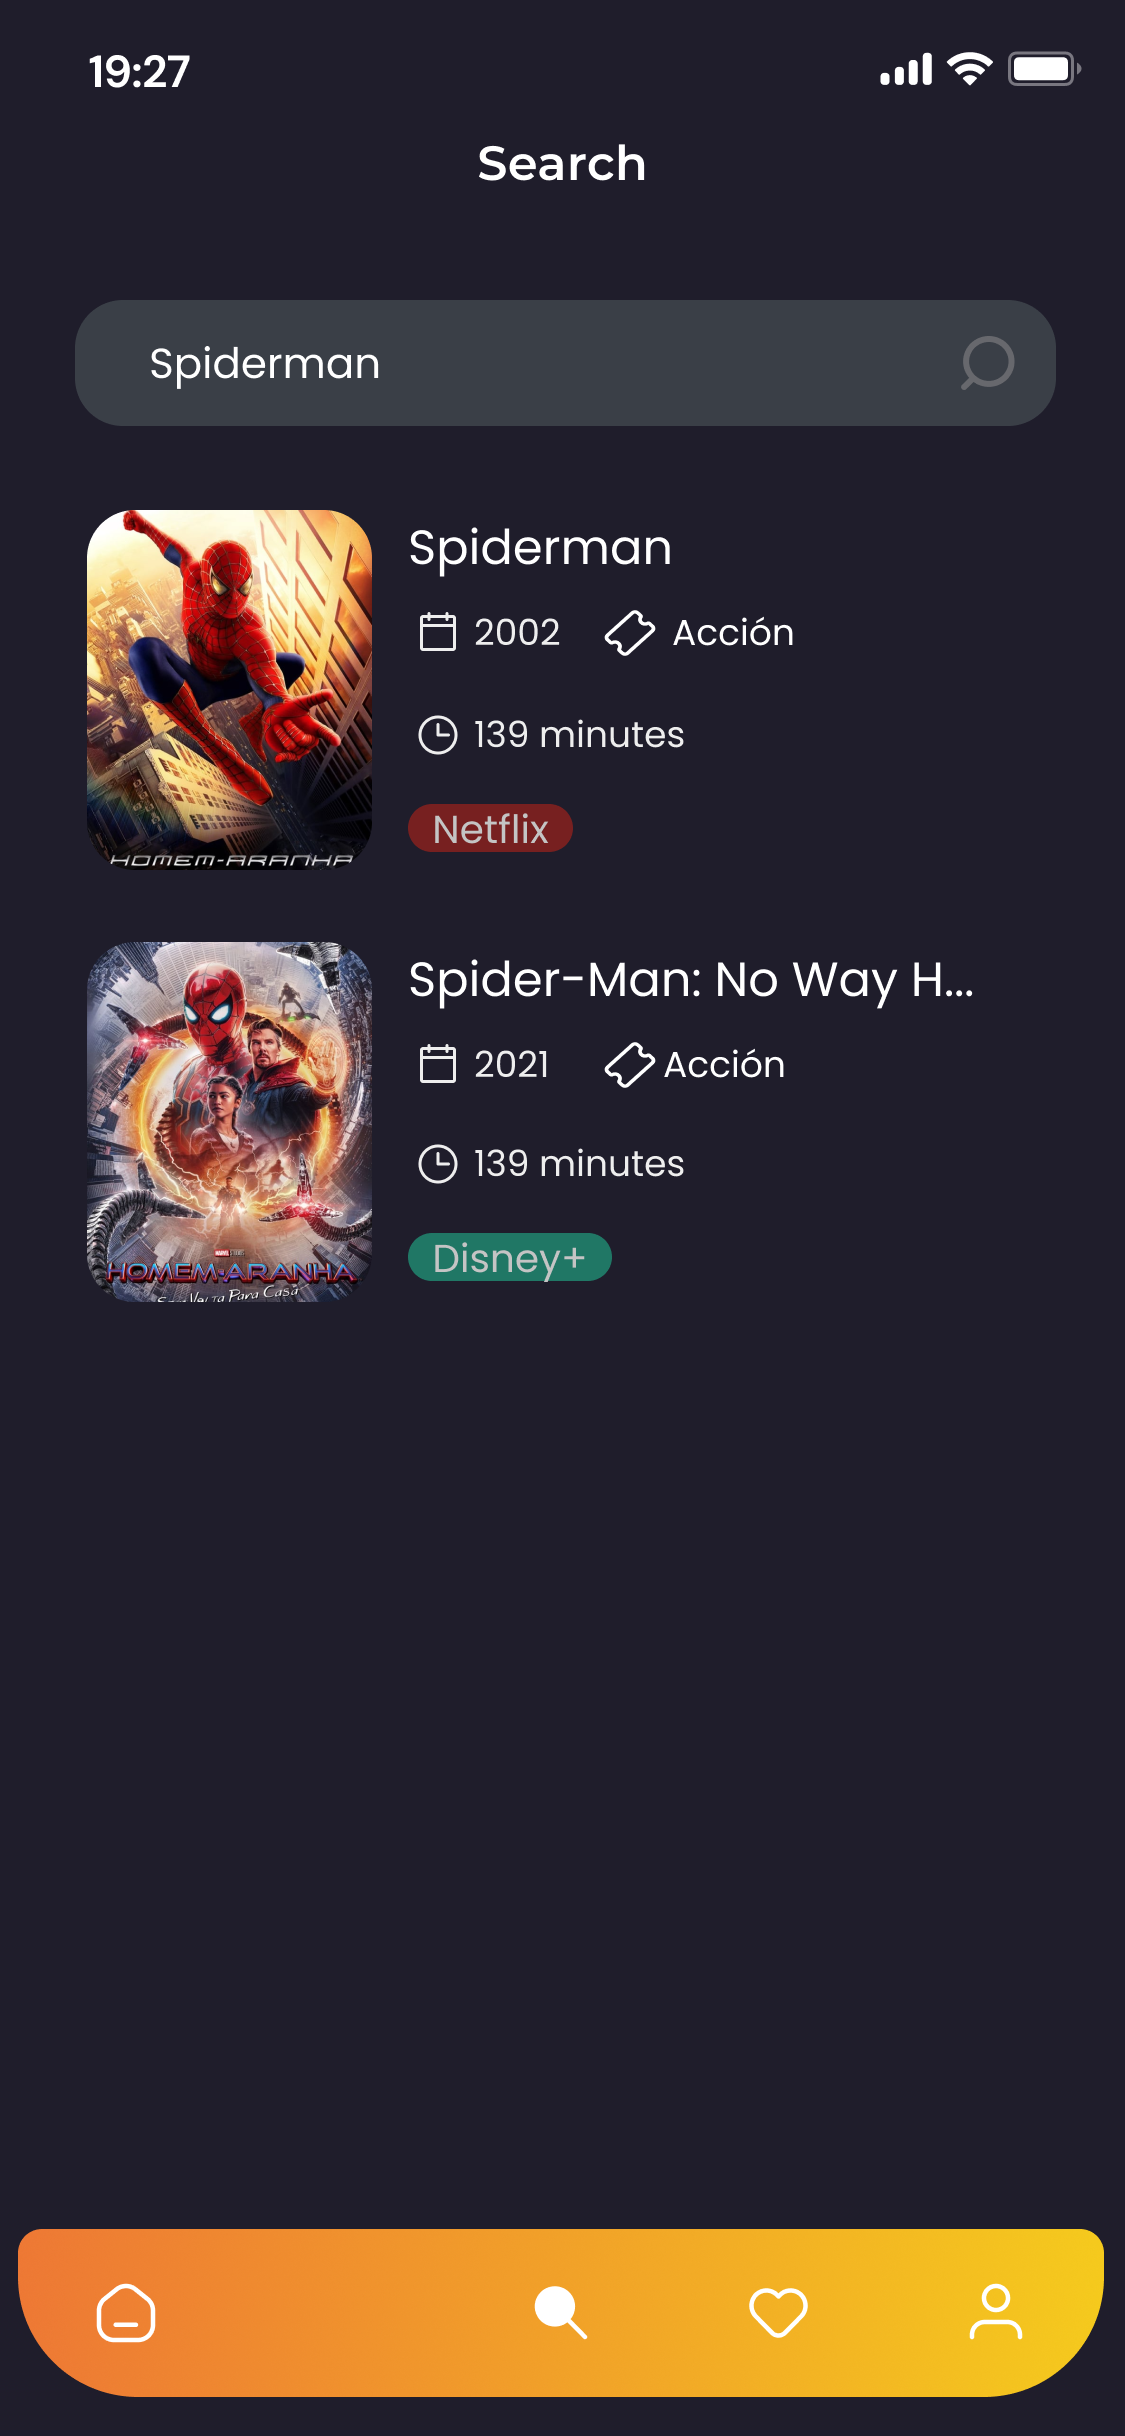 19:27
Search
Spiderman
Spiderman
2002 Acción
139 minutes
Netflix
HOMEM-ARANHA
Spider-Man: No Way H...
2021 Acción
139 minutes
Disney+
HOMEM-ARANHA
Sem Volta Para Casa